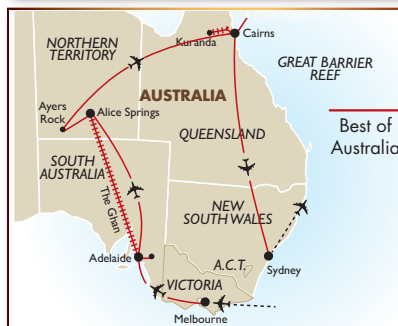 NORTHERN
TERRITORY
Kuranda
Cairns
GREAT BARRIER
REEF
Ayers
Rock
Alice Springs
AUSTRALIA
QUEENSLAND
Best of
Australia
SOUTH
AUSTRALIA
The Ghan
NEW
SOUTH WALES
Adelaide
A.C.T.
Sydney
VICTORIA
Melbourne